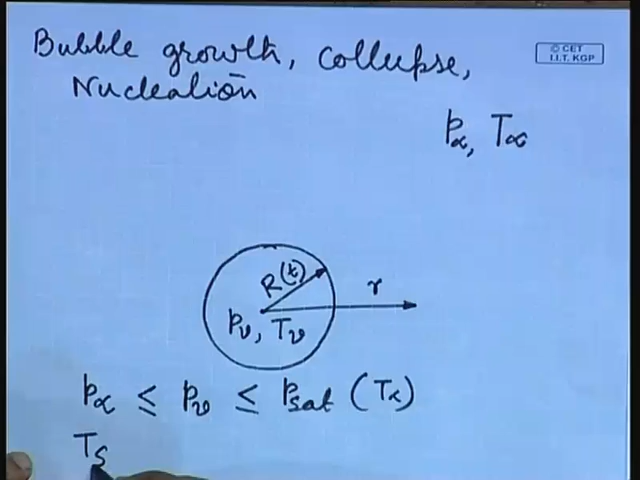 Bubble growth, collapse,
Nucleation
© CET
I.I.T. KGP
P∝, T∝
R(t)
r
Pv, Tv
P∝ ≤ Pv ≤ Psat (T∝)
Ts